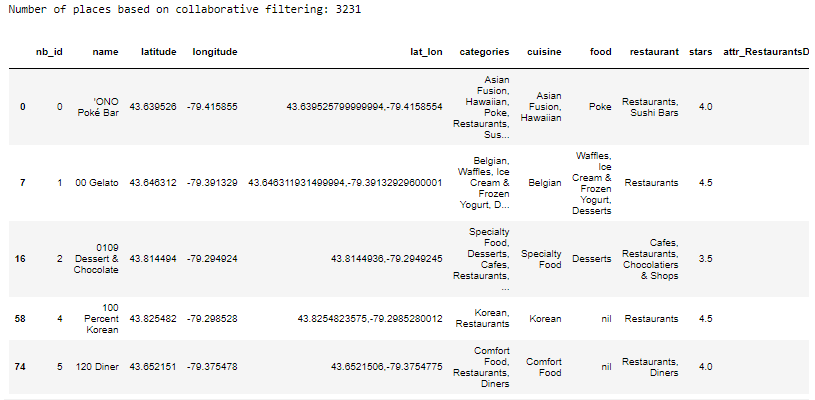 Number of places based on collaborative filtering: 3231
nb_id name latitude longitude lat_lon categories cuisine food restaurant stars attr_RestaurantsD
0 0 'ONO Poké Bar 43.639526 -79.415855 43.639525799999994,-79.4158554 Asian Fusion, Hawaiian, Poke, Restaurants, Sus... Asian Fusion, Hawaiian Poke Restaurants, Sushi Bars 4.0
7 1 00 Gelato 43.646312 -79.391329 43.646311931499994,-79.39132929600001 Belgian, Waffles, Ice Cream & Frozen Yogurt, D... Belgian Waffles, Ice Cream & Frozen Yogurt, Desserts Restaurants 4.5
16 2 0109 Dessert & Chocolate 43.814494 -79.294924 43.8144936,-79.2949245 Specialty Food, Desserts, Cafes, Restaurants, ... Specialty Food Desserts Cafes, Restaurants, Chocolatiers & Shops 3.5
58 4 100 Percent Korean 43.825482 -79.298528 43.8254823575,-79.2985280012 Korean, Restaurants Korean nil Restaurants 4.5
74 5 120 Diner 43.652151 -79.375478 43.6521506,-79.3754775 Comfort Food, Restaurants, Diners Comfort Food nil Restaurants, Diners 4.0